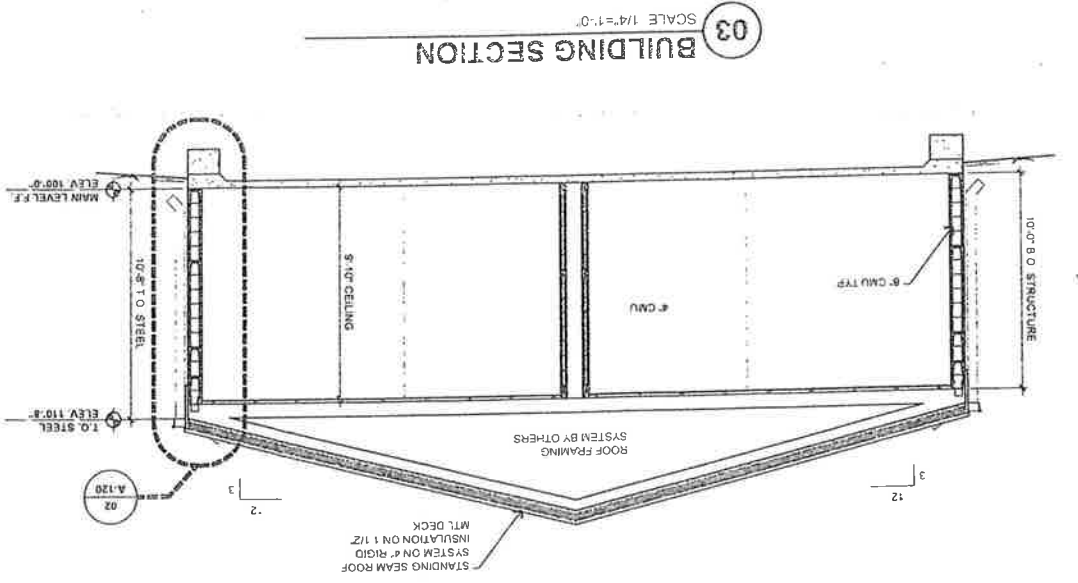 STANDING SEAM ROOF
SYSTEM ON 4" RIGID
INSULATION ON 1 1/2"
MTL DECK
02
A-120
12
3
3
ROOF FRAMING
SYSTEM BY OTHERS
T.O. STEEL
ELEV. 110'-8"
10'-0" B O STRUCTURE
8" CMU TYP
4" CMU
9'-10" CEILING
10'-8" T O STEEL
MAIN LEVEL F.F.
ELEV. 100'-0"
03
BUILDING SECTION
SCALE 1/4"=1'-0"